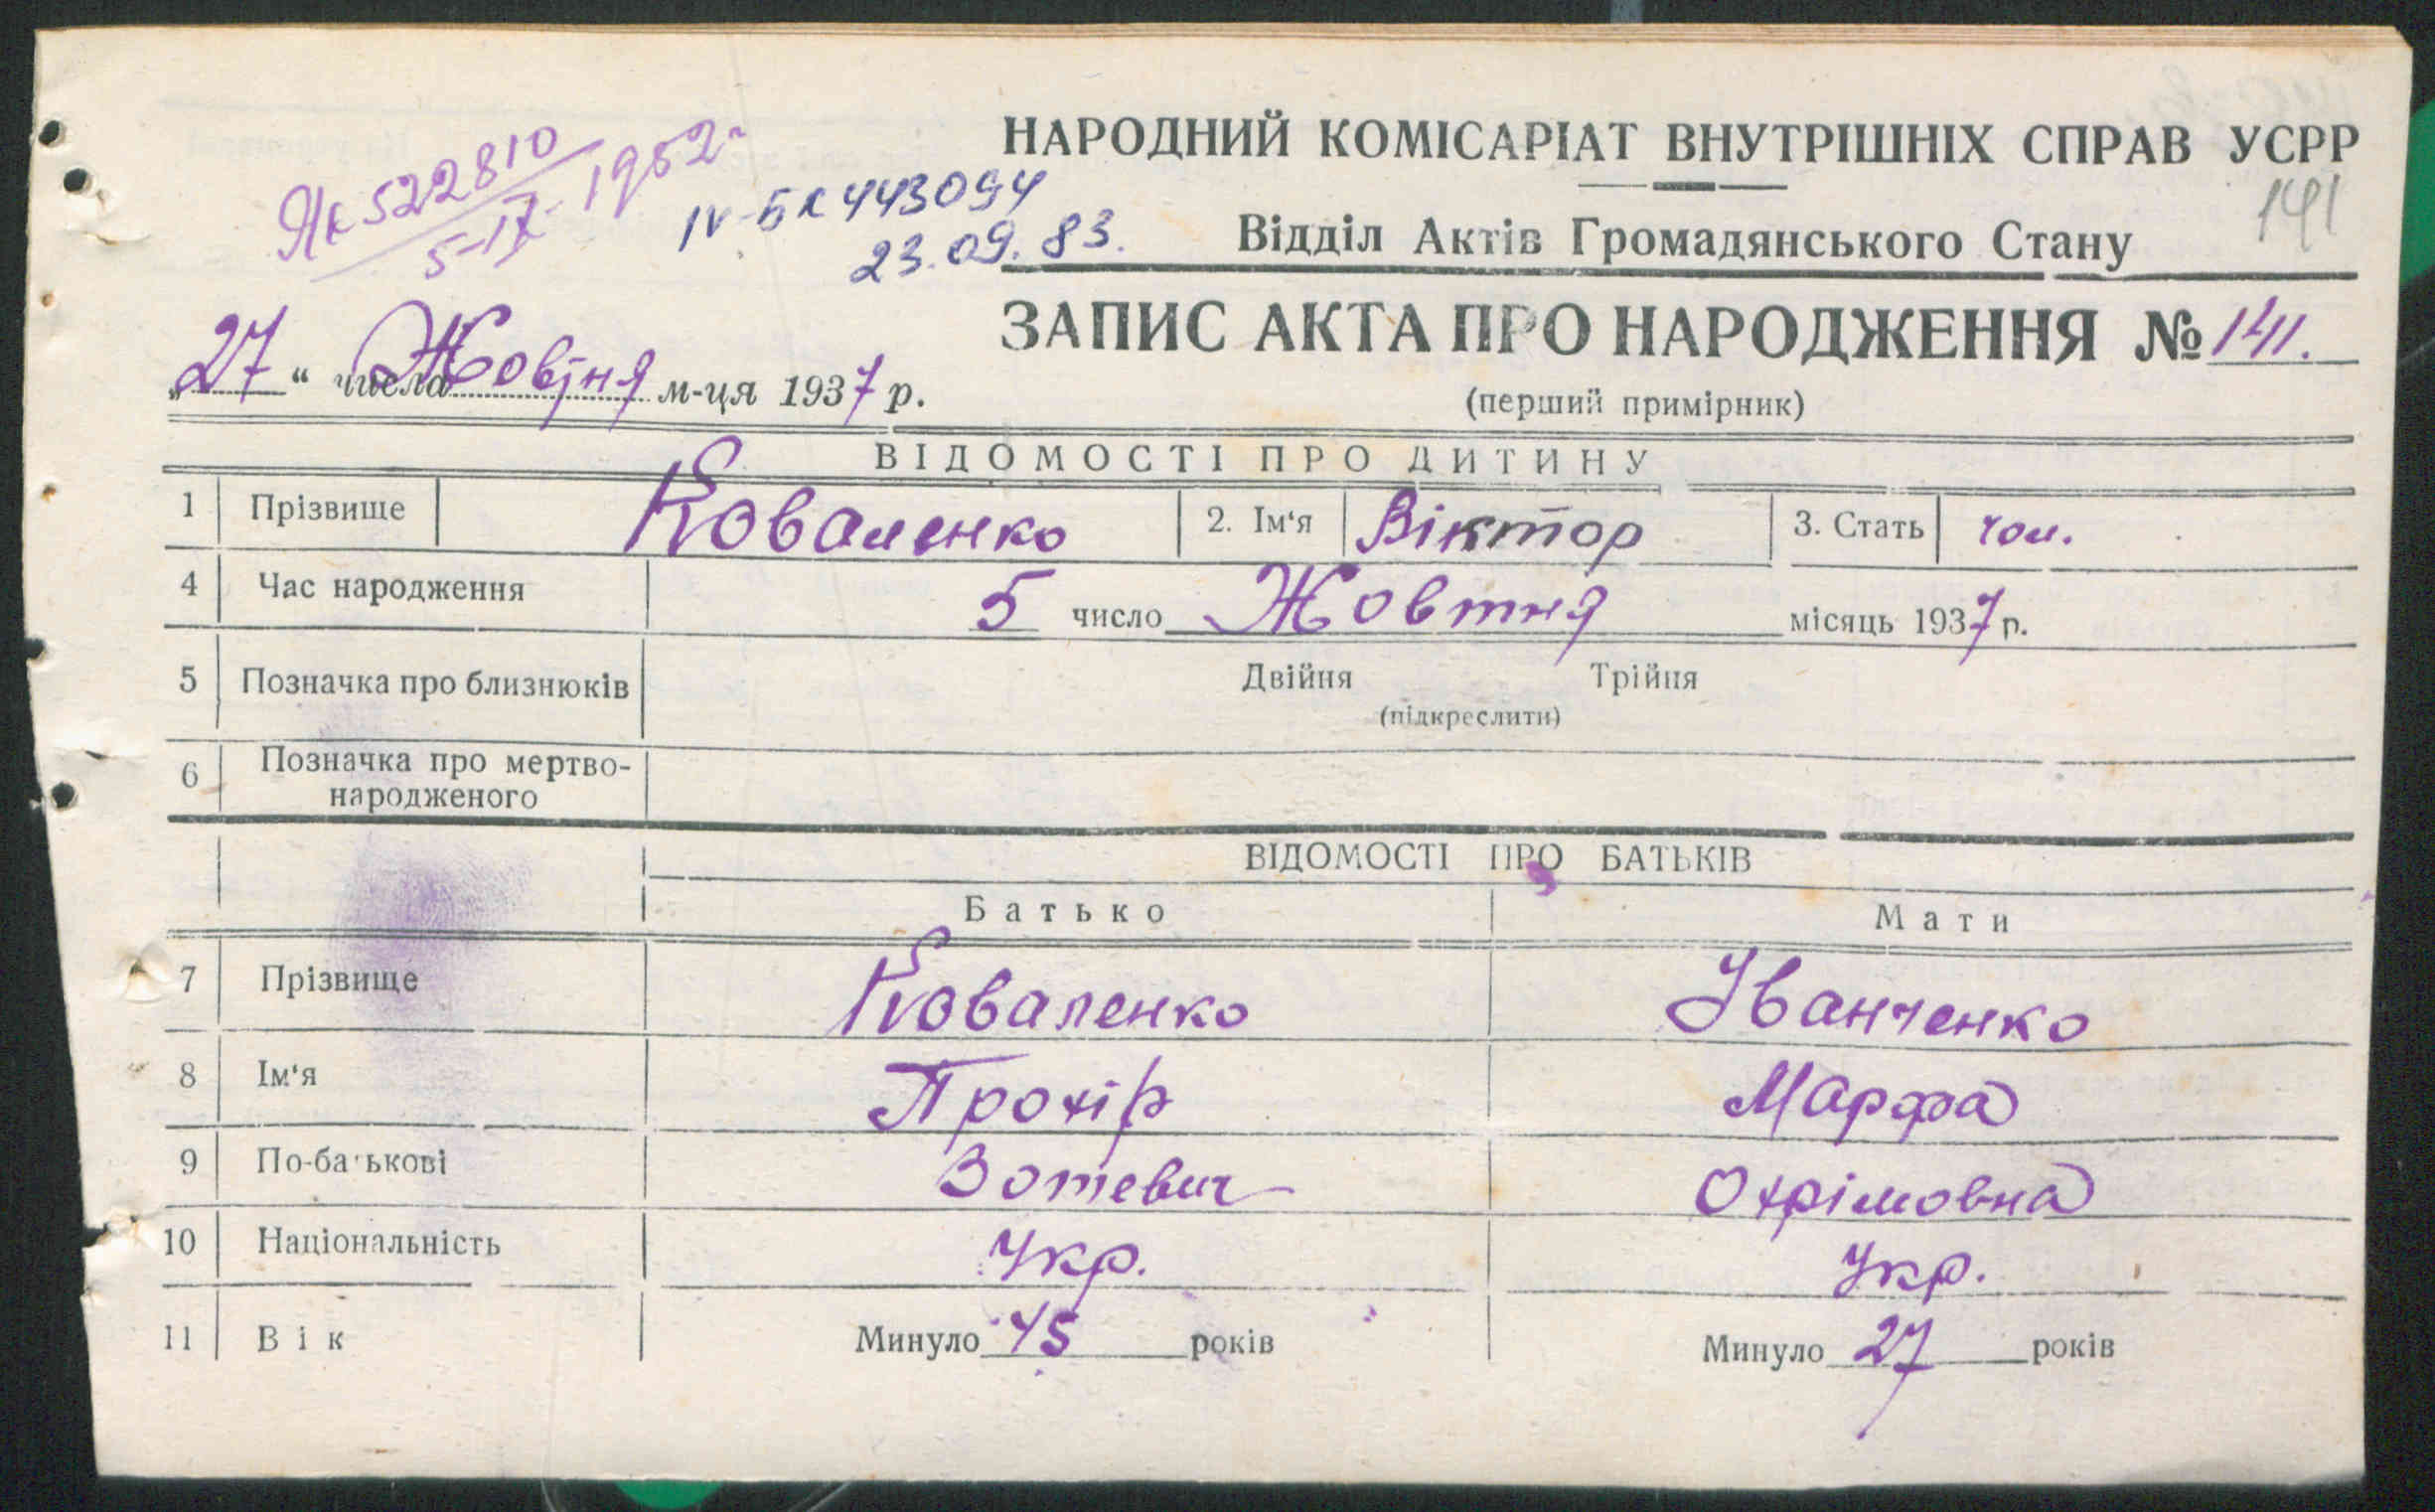 НАРОДНИЙ КОМІСАРІАТ ВНУТРІШНІХ СПРАВ УСРР
Як 522810
5-IV-1952
IV-БК 443094
23.09.83.
141
Відділ Актів Громадянського Стану
ЗАПИС АКТА ПРО НАРОДЖЕННЯ № 141.
(перший примірник)
„27“ числа Жовтня м-ця 1937 р.
ВІДОМОСТІ ПРО ДИТИНУ
1 Прізвище Коваленко 2. Ім‘я Віктор 3. Стать чол.
4 Час народження 5 число Жовтня місяць 1937 р.
5 Позначка про близнюків Двійня Трійня
(підкреслити)
6 Позначка про мертво-
народженого
ВІДОМОСТІ ПРО БАТЬКІВ
Батько Мати
7 Прізвище Коваленко Іванченко
8 Ім‘я Прохір Марфа
9 По-батькові Зотевич Охрімовна
10 Національність Укр. Укр.
11 Вік Минуло 45 років Минуло 27 років